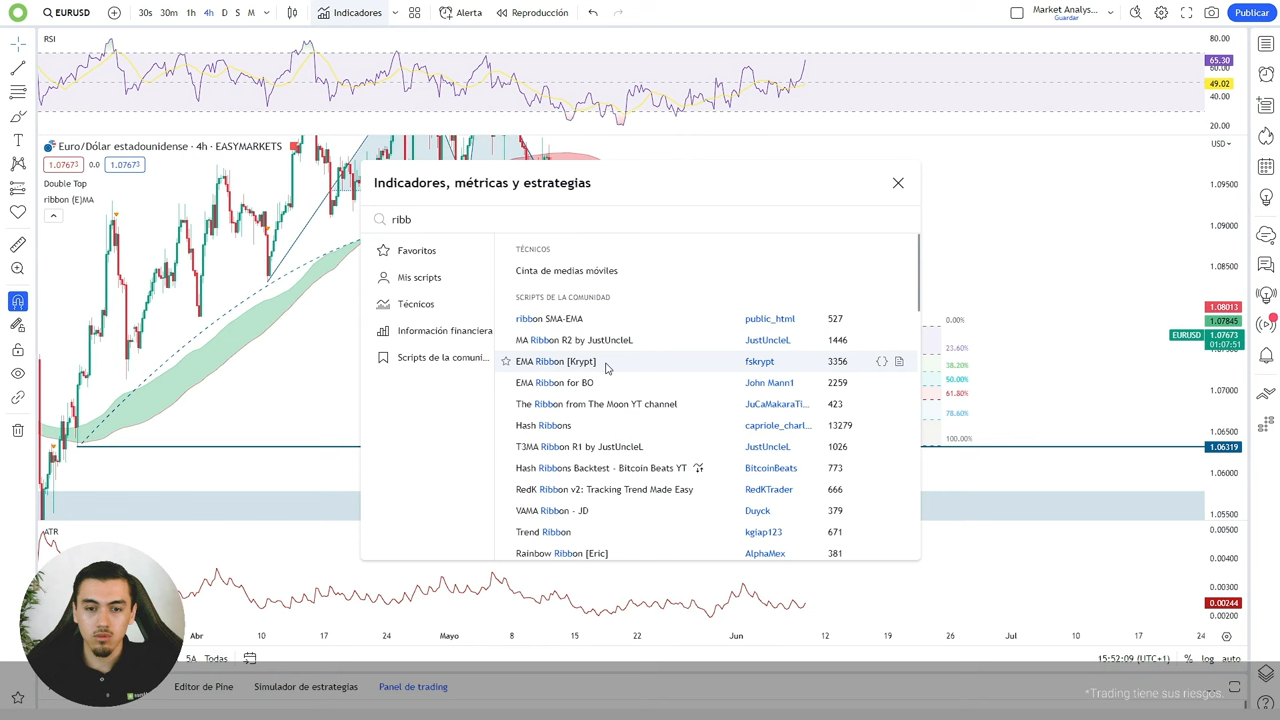 EURUSD
30s 30m 1h 4h D S M
Indicadores
Alerta
Reproducción
Market Analys...
Guardar
Publicar
RSI
80.00
65.30
60.00
49.02
40.00
20.00
Euro/Dólar estadounidense · 4h · EASYMARKETS
USD
1.07673
0.0
1.07673
Double Top
ribbon (E)MA
1.09500
1.09000
1.08500
1.08013
1.07845
EURUSD
1.07673
01:07:51
1.07000
1.06500
1.06319
1.06000
1.05500
0.00%
23.60%
38.20%
50.00%
61.80%
78.60%
100.00%
Indicadores, métricas y estrategias
ribb
Favoritos
Mis scripts
Técnicos
Información financiera
Scripts de la comuni...
TÉCNICOS
Cinta de medias móviles
SCRIPTS DE LA COMUNIDAD
ribbon SMA-EMA public_html 527
MA Ribbon R2 by JustUncleL JustUncleL 1446
EMA Ribbon [Krypt] fskrypt 3356
EMA Ribbon for BO John Mann1 2259
The Ribbon from The Moon YT channel JuCaMakaraTi... 423
Hash Ribbons capriole_charl... 13279
T3MA Ribbon R1 by JustUncleL JustUncleL 1026
Hash Ribbons Backtest - Bitcoin Beats YT BitcoinBeats 773
RedK Ribbon v2: Tracking Trend Made Easy RedKTrader 666
VAMA Ribbon - JD Duyck 379
Trend Ribbon kgiap123 671
Rainbow Ribbon [Eric] AlphaMex 381
ATR
0.00500
0.00400
0.00300
0.00244
0.00200
Abr 10 17 24 Mayo 8 15 22 Jun 12 19 26 Jul 10 17 24
5A Todas
15:52:09 (UTC+1) % log auto
Editor de Pine
Simulador de estrategias
Panel de trading
*Trading tiene sus riesgos.